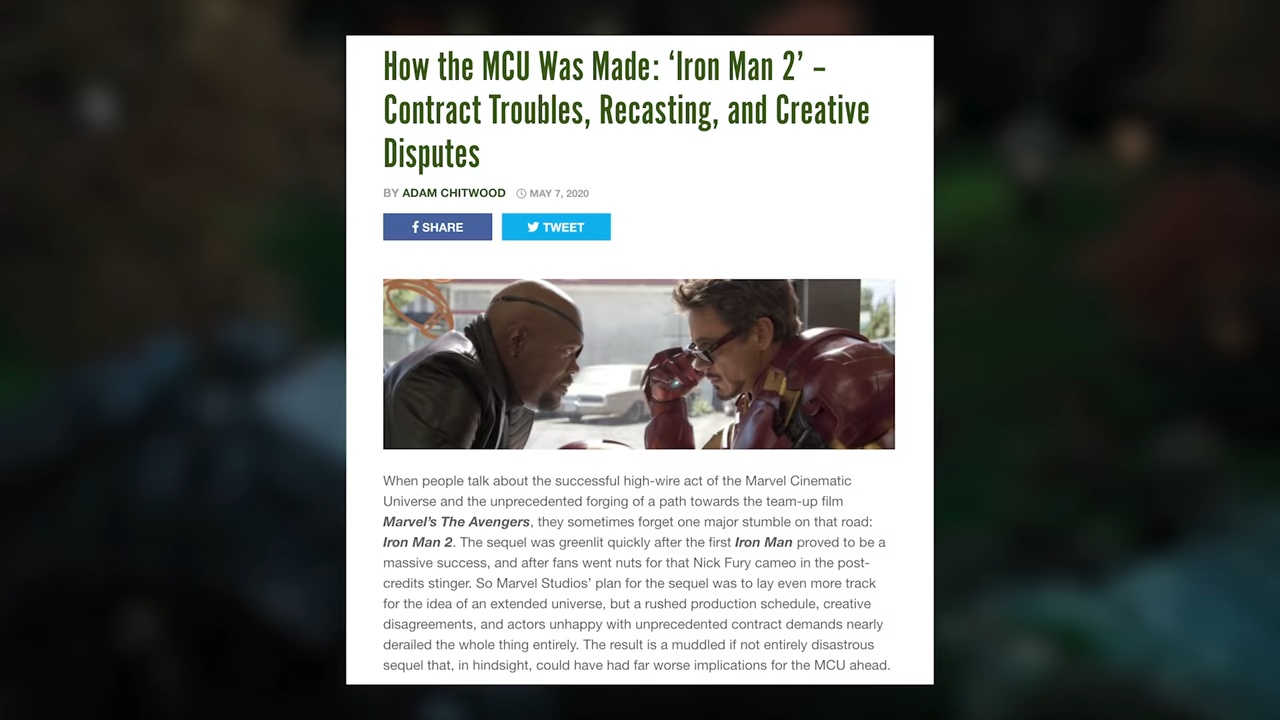 How the MCU Was Made: ‘Iron Man 2’ –
Contract Troubles, Recasting, and Creative
Disputes
BY ADAM CHITWOOD MAY 7, 2020
SHARE TWEET
When people talk about the successful high-wire act of the Marvel Cinematic
Universe and the unprecedented forging of a path towards the team-up film
Marvel’s The Avengers, they sometimes forget one major stumble on that road:
Iron Man 2. The sequel was greenlit quickly after the first Iron Man proved to be a
massive success, and after fans went nuts for that Nick Fury cameo in the post-
credits stinger. So Marvel Studios’ plan for the sequel was to lay even more track
for the idea of an extended universe, but a rushed production schedule, creative
disagreements, and actors unhappy with unprecedented contract demands nearly
derailed the whole thing entirely. The result is a muddled if not entirely disastrous
sequel that, in hindsight, could have had far worse implications for the MCU ahead.